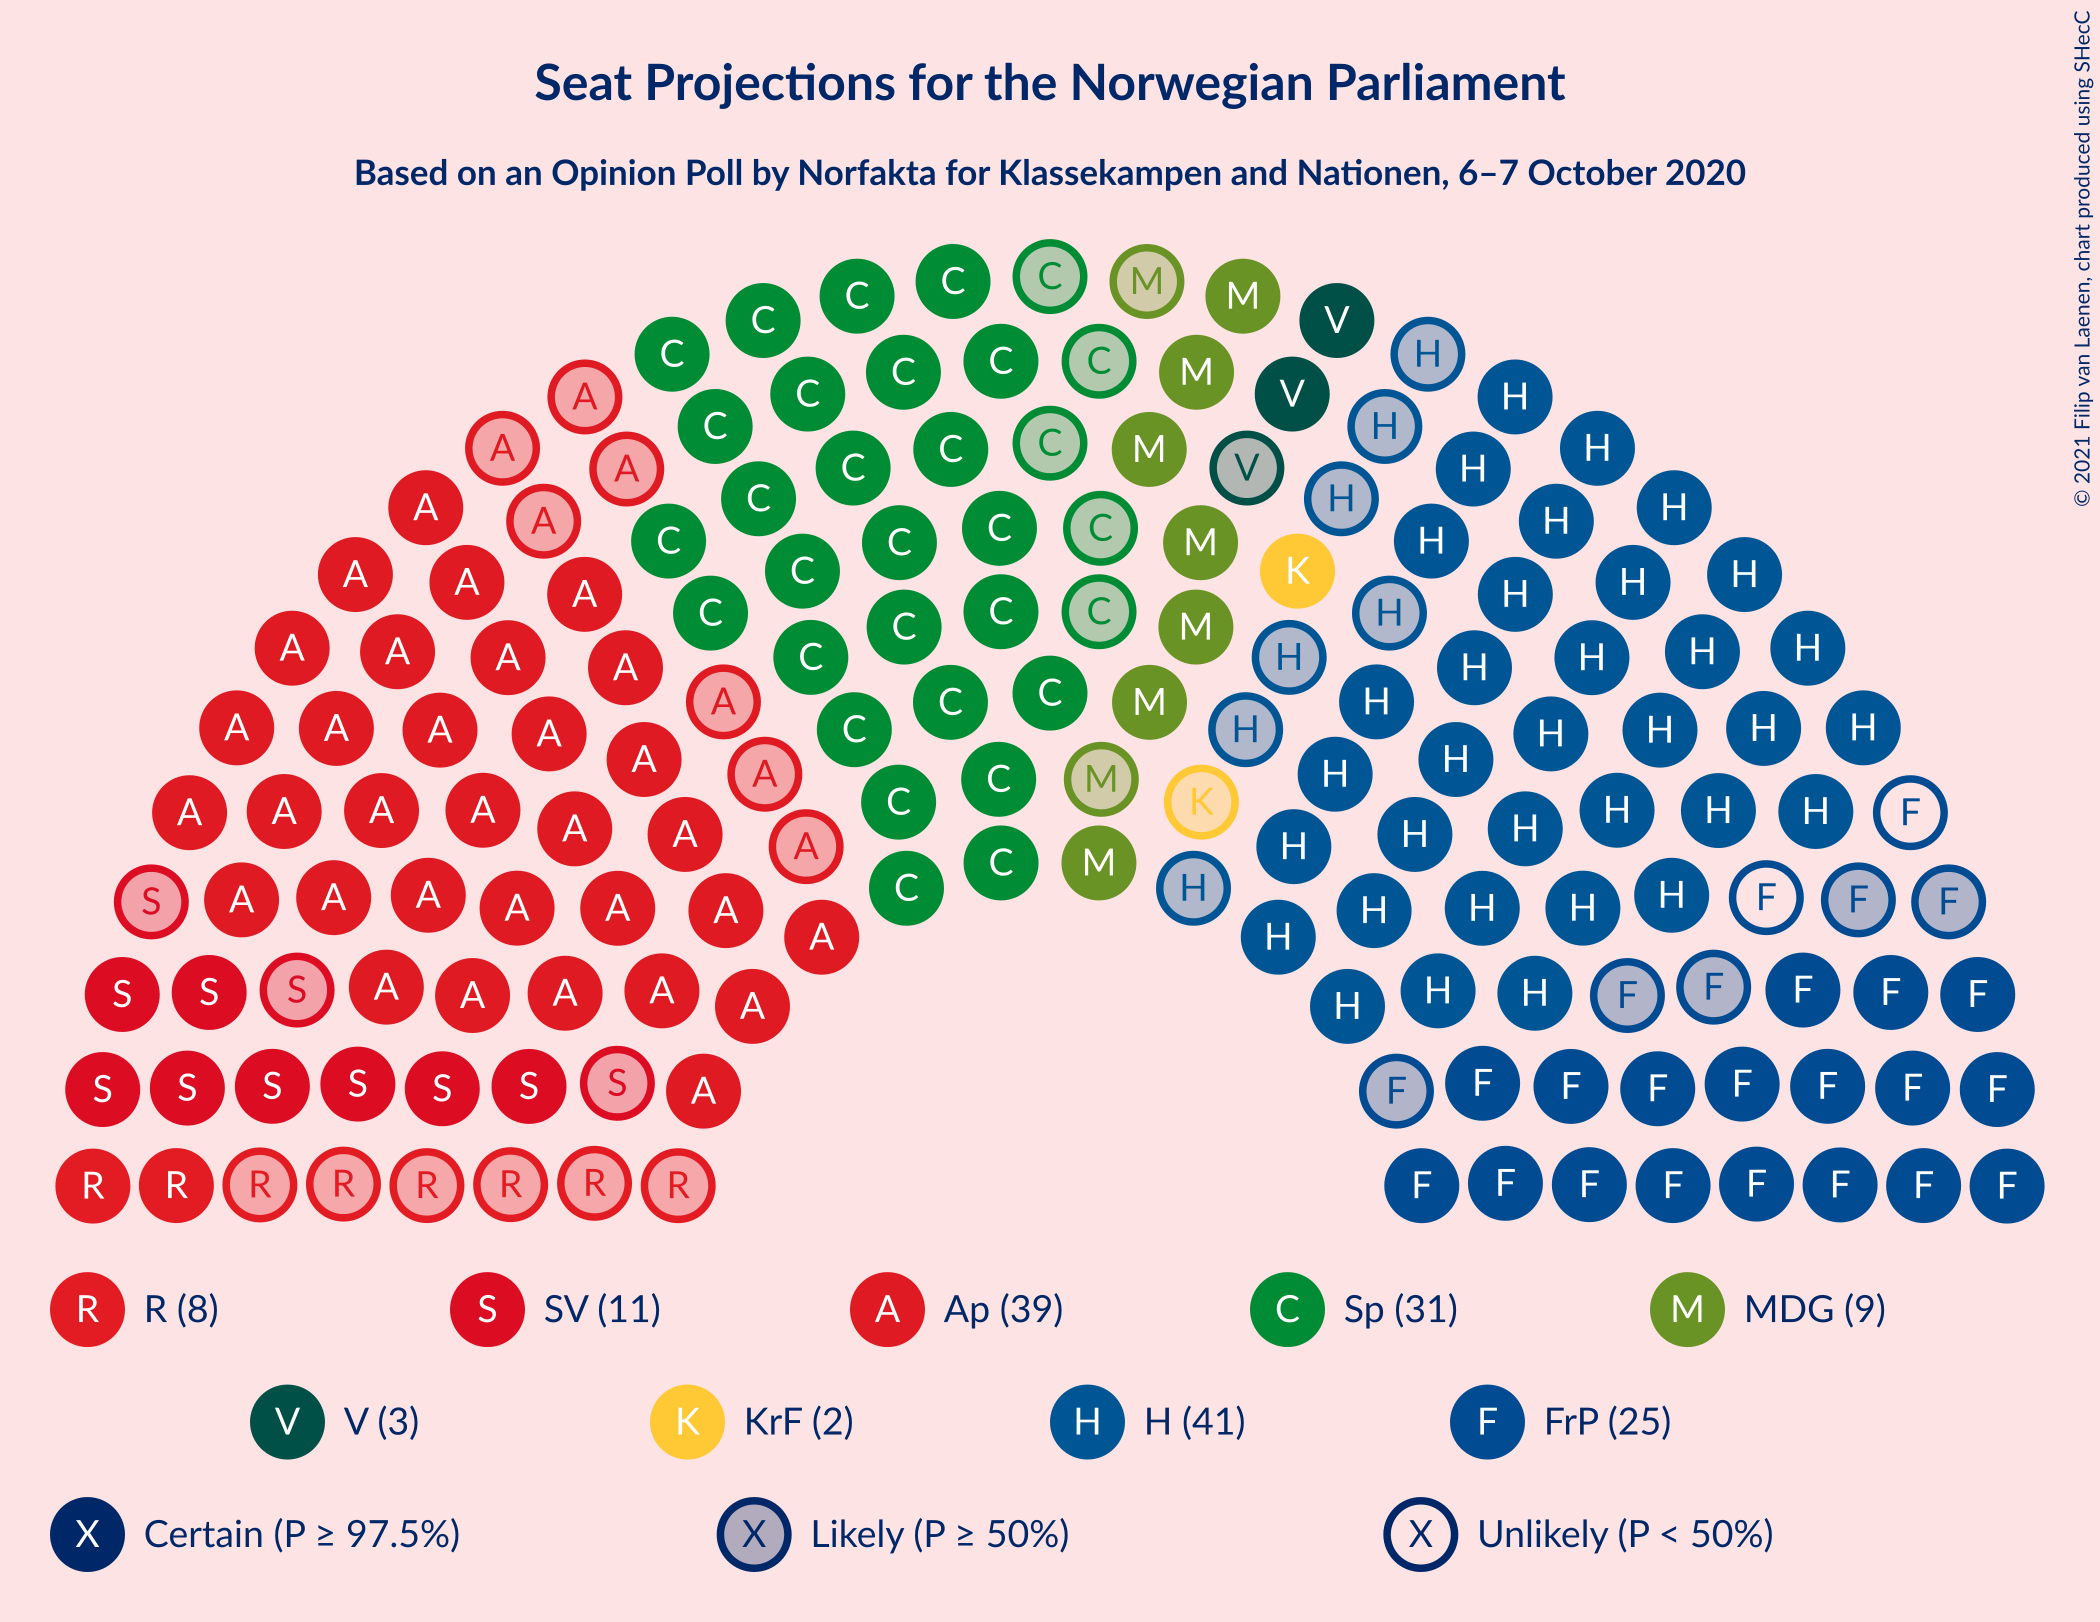 Seat Projections for the Norwegian Parliament
Based on an Opinion Poll by Norfakta for Klassekampen and Nationen, 6–7 October 2020
© 2021 Filip van Laenen, chart produced using SHecC
C C C M M
C V
C C C C M H
A C V H
A C C C M H H
A C V H
A A C C C H H H
C C M H
A A A C K H H H
C C C C M H
A A A A C H H H H H
A C C M H
A A A A A C H H H H H H
A C C M K H
A A A A A A A H H H H H H F
C C M H
S A A A A A A A H H H H H F F F
S S S A A A A A H H H F F F F F
S S S S S S S A F F F F F F F F
R R R R R R R R F F F F F F F F
R R (8) S SV (11) A Ap (39) C Sp (31) M MDG (9)
V V (3) K KrF (2) H H (41) F FrP (25)
X Certain (P ≥ 97.5%) X Likely (P ≥ 50%) X Unlikely (P < 50%)